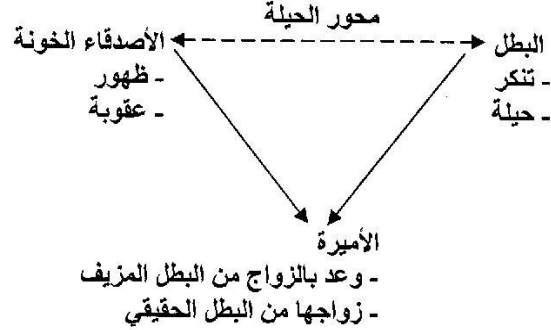 محور الحيلة
البطل
- تنكر
- حيلة
الأصدقاء الخونة
- ظهور
- عقوبة
الأميرة
- وعد بالزواج من البطل المزيف
- زواجها من البطل الحقيقي